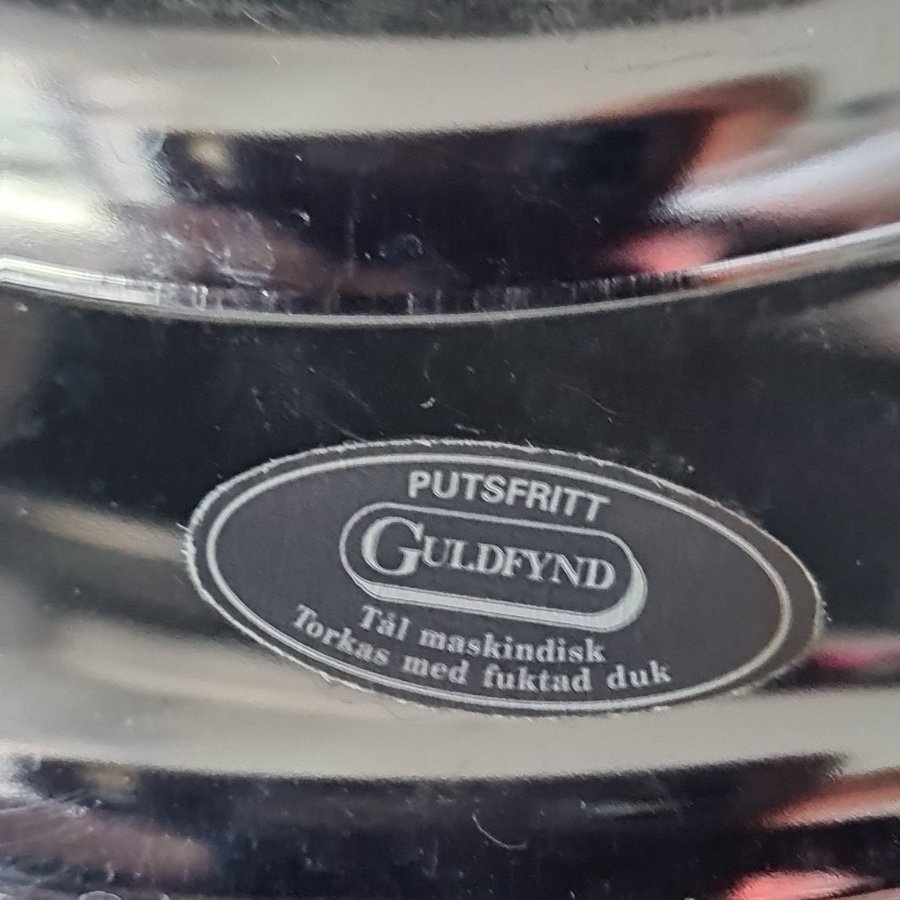 PUTSFRITT
GULDFYND
Tål maskindisk
Torkas med fuktad duk